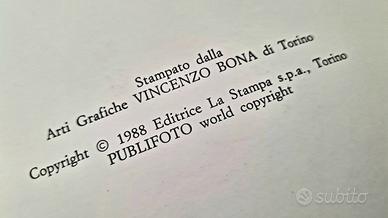 Stampato dalla
Arti Grafiche VINCENZO BONA di Torino
Copyright © 1988 Editrice La Stampa s.p.a., Torino
PUBLIFOTO world copyright
subito